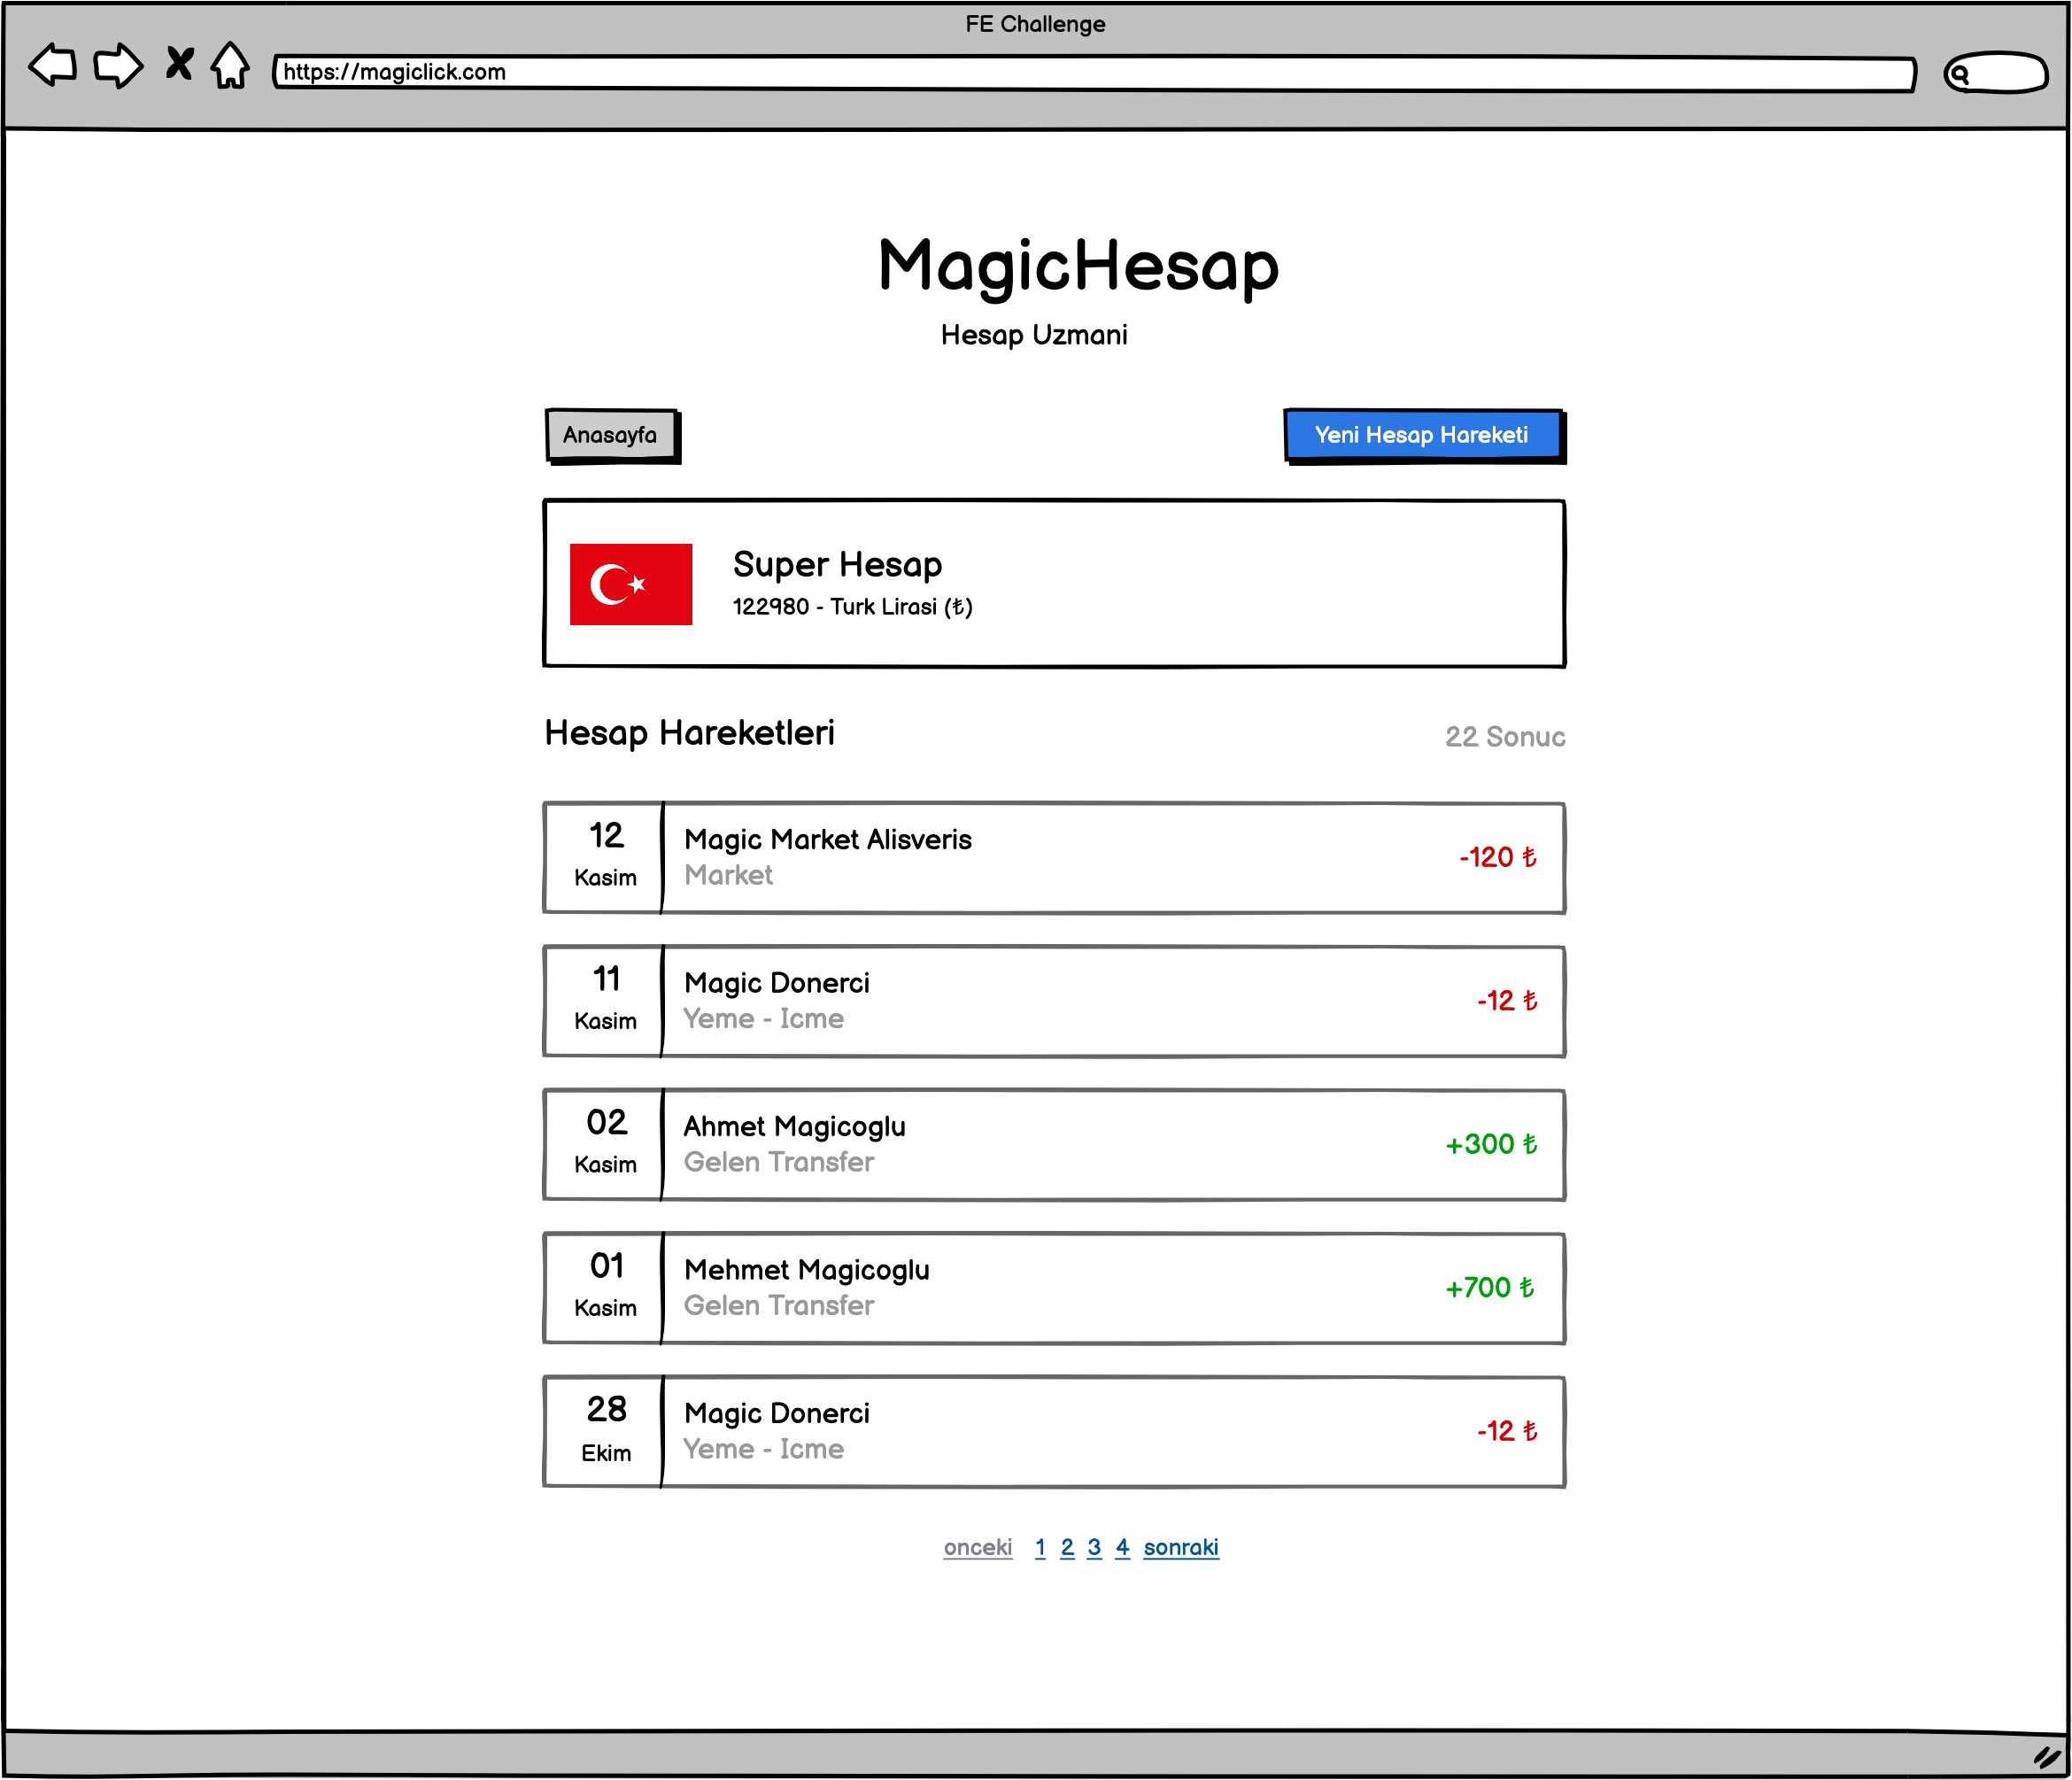 FE Challenge
https://magiclick.com
MagicHesap
Hesap Uzmani
Anasayfa
Yeni Hesap Hareketi
Super Hesap
122980 - Turk Lirasi (₺)
Hesap Hareketleri
22 Sonuc
12
Kasim
Magic Market Alisveris
Market
-120 ₺
11
Kasim
Magic Donerci
Yeme - Icme
-12 ₺
02
Kasim
Ahmet Magicoglu
Gelen Transfer
+300 ₺
01
Kasim
Mehmet Magicoglu
Gelen Transfer
+700 ₺
28
Ekim
Magic Donerci
Yeme - Icme
-12 ₺
onceki 1 2 3 4 sonraki